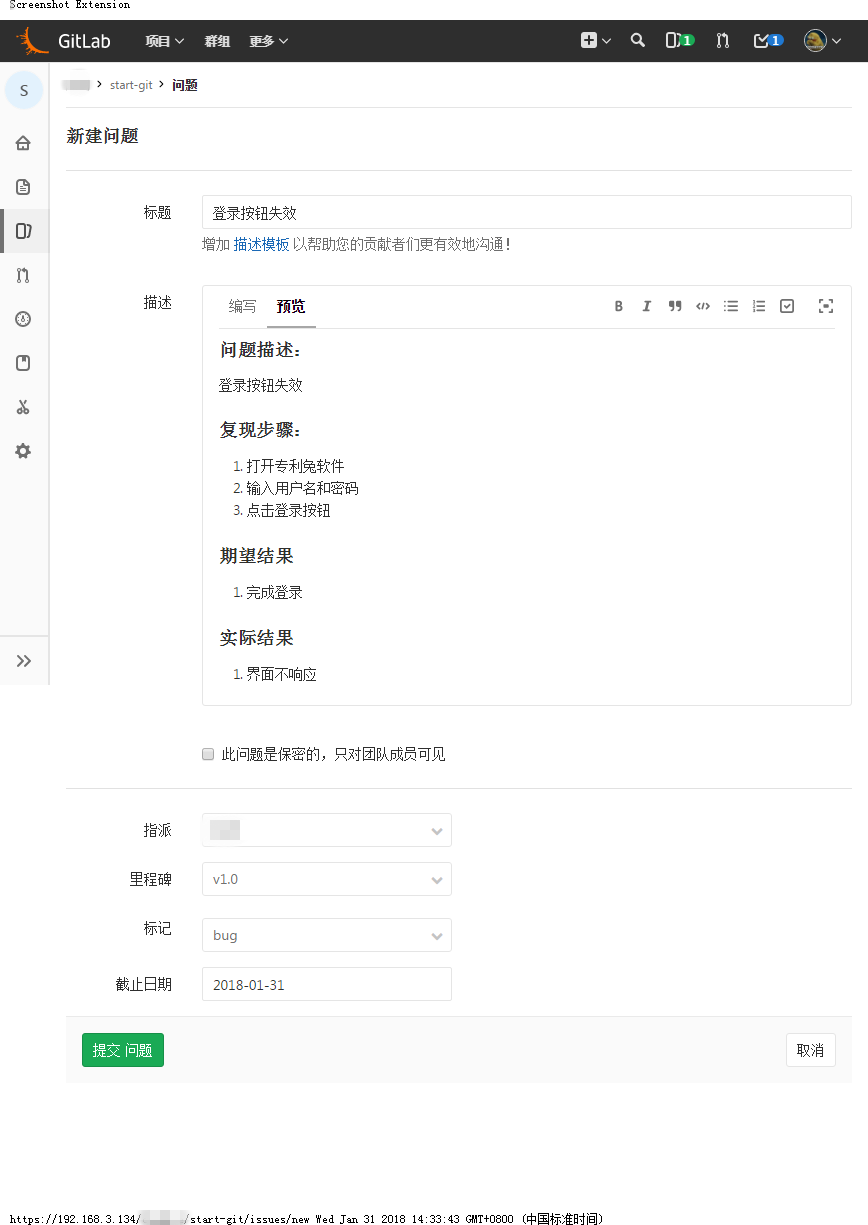 Screenshot Extension
GitLab 项目 群组 更多 1 1
S
start-git 问题
新建问题
标题 登录按钮失效
增加 描述模板 以帮助您的贡献者们更有效地沟通!
描述 编写 预览
问题描述:
登录按钮失效
复现步骤:
1. 打开专利兔软件
2. 输入用户名和密码
3. 点击登录按钮
期望结果
1. 完成登录
实际结果
1. 界面不响应
此问题是保密的，只对团队成员可见
指派
里程碑 v1.0
标记 bug
截止日期 2018-01-31
提交 问题 取消
https://192.168.3.134/ /start-git/issues/new Wed Jan 31 2018 14:33:43 GMT+0800 (中国标准时间)